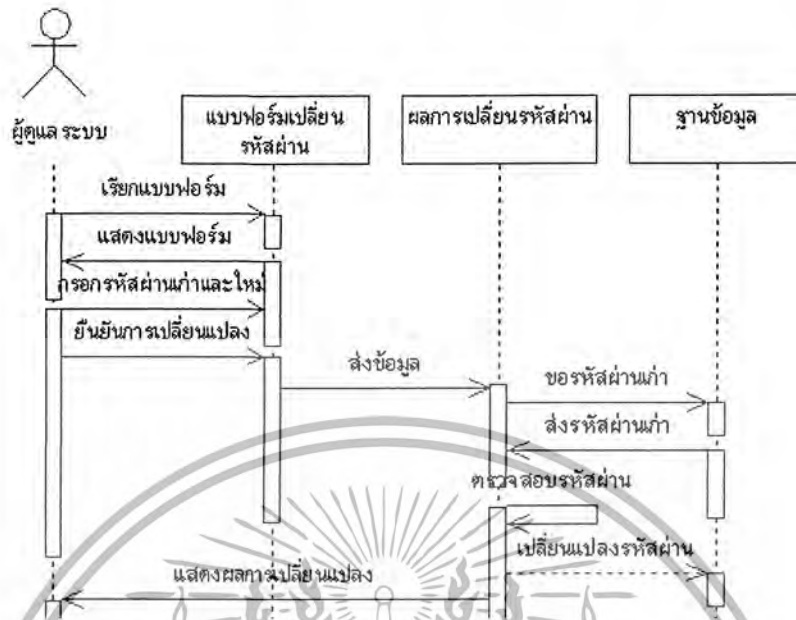 ผู้ดูแลระบบ
แบบฟอร์มเปลี่ยน
รหัสผ่าน
ผลการเปลี่ยนรหัสผ่าน
ฐานข้อมูล
เรียกแบบฟอร์ม
แสดงแบบฟอร์ม
กรอกรหัสผ่านเก่าและใหม่
ยืนยันการเปลี่ยนแปลง
ส่งข้อมูล
ขอรหัสผ่านเก่า
ส่งรหัสผ่านเก่า
ตรวจสอบรหัสผ่าน
เปลี่ยนแปลงรหัสผ่าน
แสดงผลการเปลี่ยนแปลง